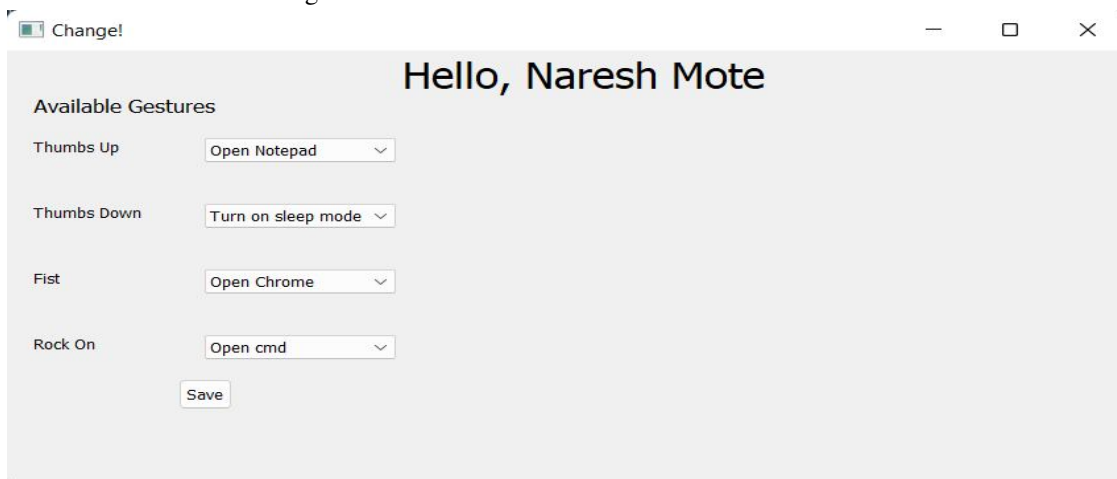 Change!
Hello, Naresh Mote
Available Gestures
Thumbs Up Open Notepad
Thumbs Down Turn on sleep mode
Fist Open Chrome
Rock On Open cmd
Save